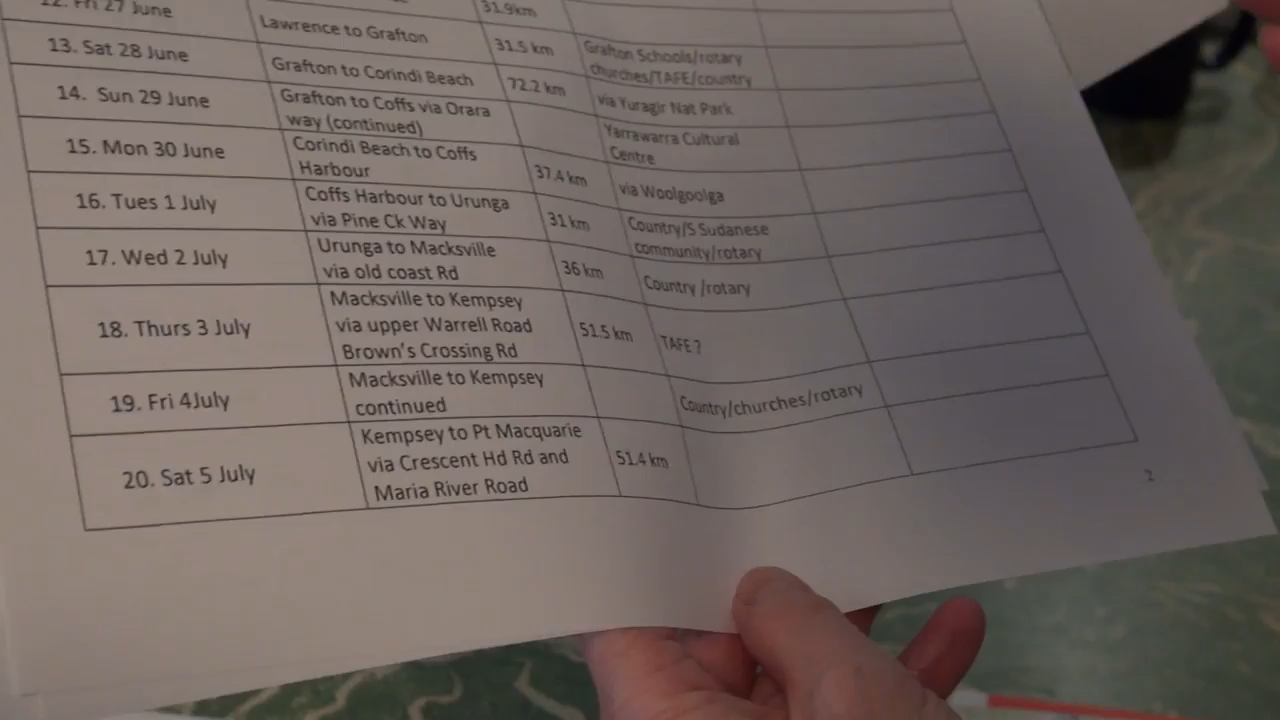 31.9km
12. Fri 27 June
Lawrence to Grafton
31.5 km
Grafton Schools/rotary
churches/TAFE/country
13. Sat 28 June
Grafton to Corindi Beach
72.2 km
via Yuragir Nat Park
14. Sun 29 June
Grafton to Coffs via Orara
way (continued)
Yarrawarra Cultural
Centre
15. Mon 30 June
Corindi Beach to Coffs
Harbour
37.4 km
via Woolgoolga
16. Tues 1 July
Coffs Harbour to Urunga
via Pine Ck Way
31 km
Country/S Sudanese
community/rotary
17. Wed 2 July
Urunga to Macksville
via old coast Rd
36 km
Country /rotary
18. Thurs 3 July
Macksville to Kempsey
via upper Warrell Road
Brown's Crossing Rd
51.5 km
TAFE ?
19. Fri 4July
Macksville to Kempsey
continued
Country/churches/rotary
20. Sat 5 July
Kempsey to Pt Macquarie
via Crescent Hd Rd and
Maria River Road
51.4 km
2